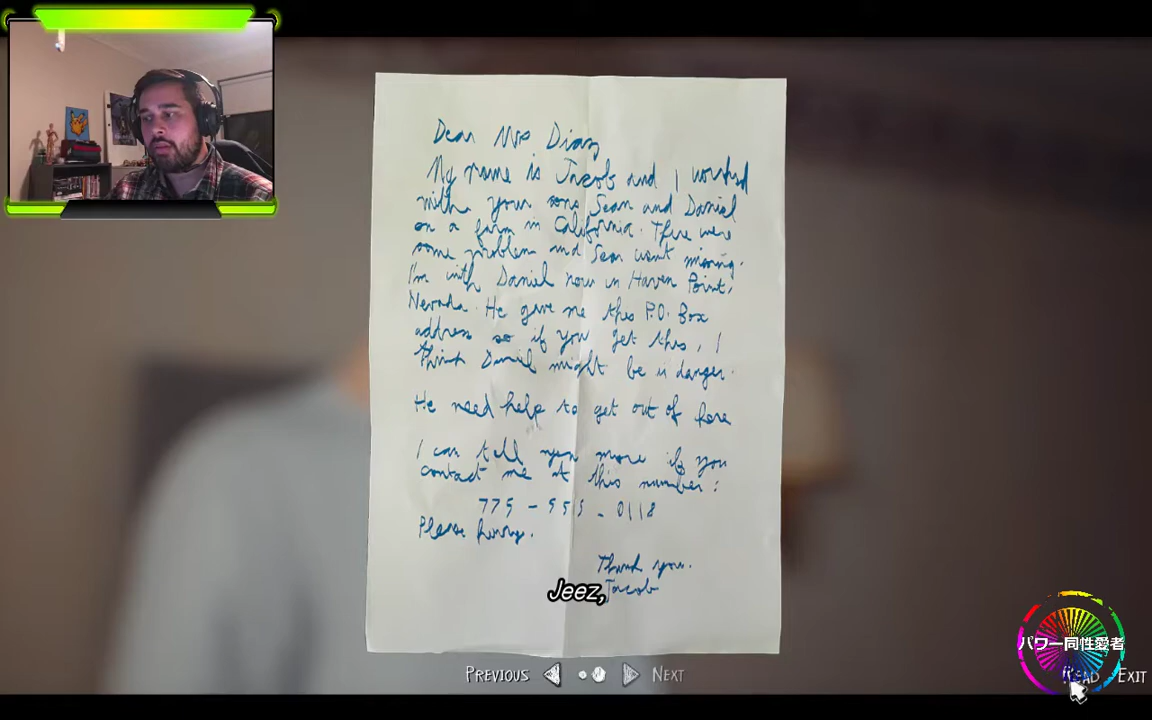 Dear Mrs Diaz
My name is Jacob and I worked
with your sons Sean and Daniel
on a farm in California. There were
some problem and Sean went missing.
I'm with Daniel now in Haven Point,
Nevada. He gave me this P.O. Box
address so if you get this, I
think Daniel might be in danger.
He need help to get out of here
I can tell you more if you
contact me at this number:
775-555-0118
Please hurry.
Thank you.
Jacob
Jeez,
PREVIOUS NEXT
パワー同性愛者
READ EXIT